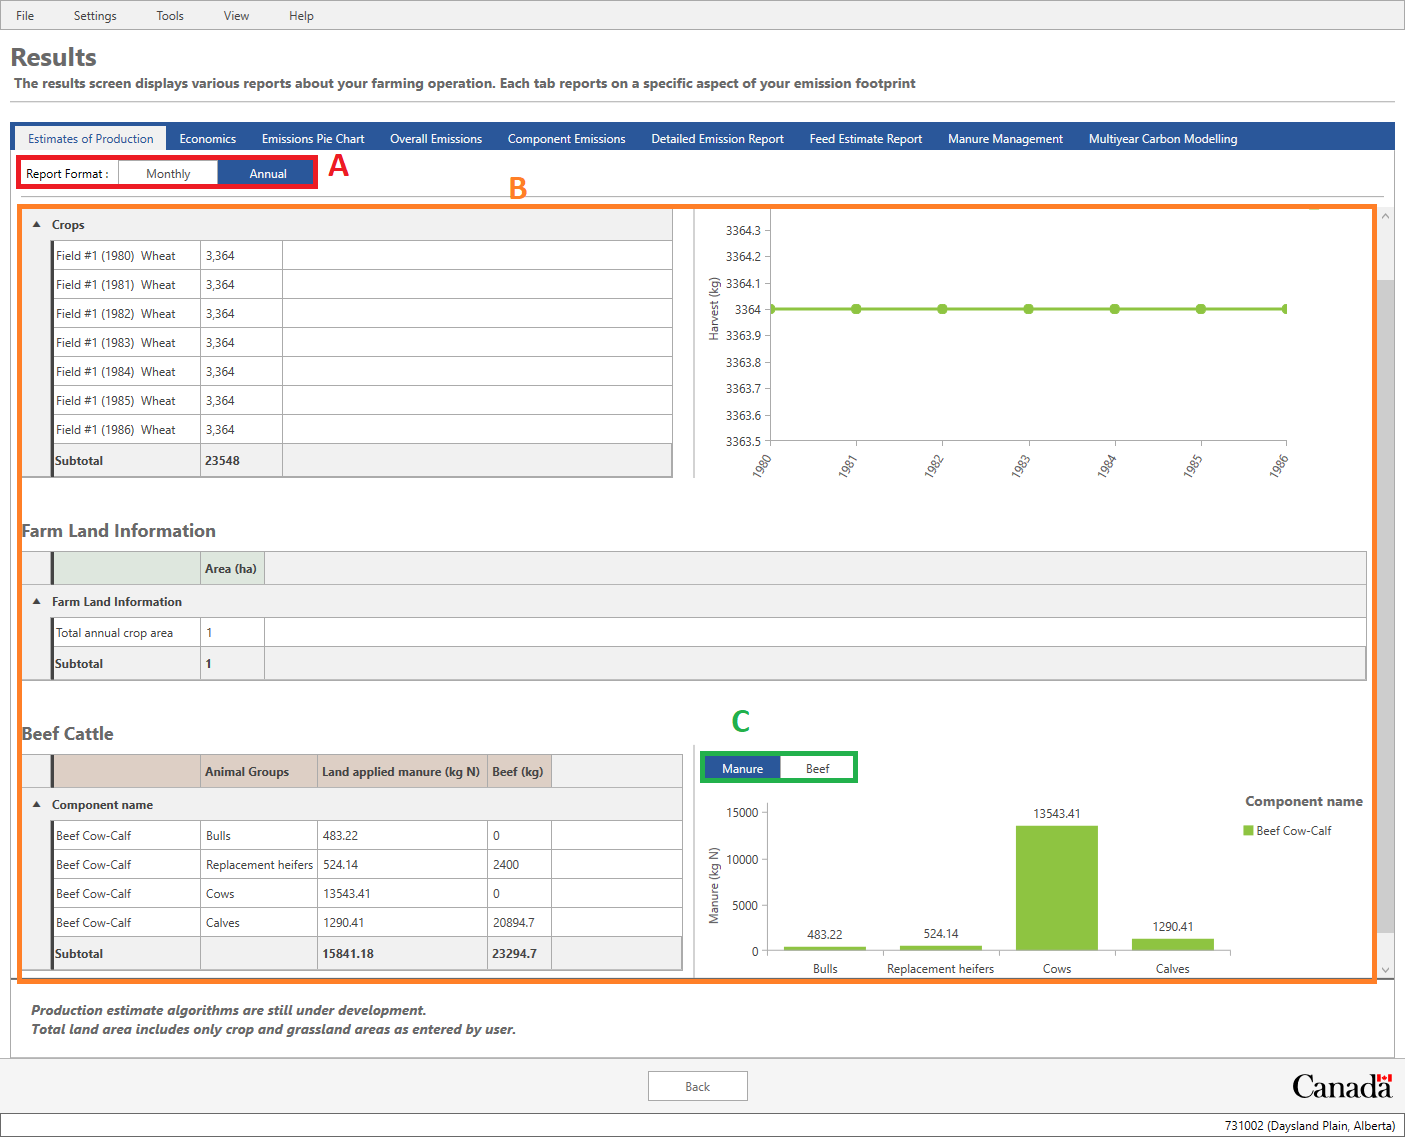 File Settings Tools View Help
Results
The results screen displays various reports about your farming operation. Each tab reports on a specific aspect of your emission footprint
Estimates of Production Economics Emissions Pie Chart Overall Emissions Component Emissions Detailed Emission Report Feed Estimate Report Manure Management Multiyear Carbon Modelling
Report Format : Monthly Annual A
B
Crops
Field #1 (1980) Wheat 3,364
Field #1 (1981) Wheat 3,364
Field #1 (1982) Wheat 3,364
Field #1 (1983) Wheat 3,364
Field #1 (1984) Wheat 3,364
Field #1 (1985) Wheat 3,364
Field #1 (1986) Wheat 3,364
Subtotal 23548
Harvest (kg)
3364.3
3364.2
3364.1
3364
3363.9
3363.8
3363.7
3363.6
3363.5
1980 1981 1982 1983 1984 1985 1986
Farm Land Information
Area (ha)
Farm Land Information
Total annual crop area 1
Subtotal 1
Beef Cattle
Animal Groups Land applied manure (kg N) Beef (kg)
Component name
Beef Cow-Calf Bulls 483.22 0
Beef Cow-Calf Replacement heifers 524.14 2400
Beef Cow-Calf Cows 13543.41 0
Beef Cow-Calf Calves 1290.41 20894.7
Subtotal 15841.18 23294.7
C
Manure Beef
Manure (kg N)
15000
10000
5000
0
483.22 524.14 13543.41 1290.41
Bulls Replacement heifers Cows Calves
Component name
Beef Cow-Calf
Production estimate algorithms are still under development.
Total land area includes only crop and grassland areas as entered by user.
Back
Canada
731002 (Daysland Plain, Alberta)